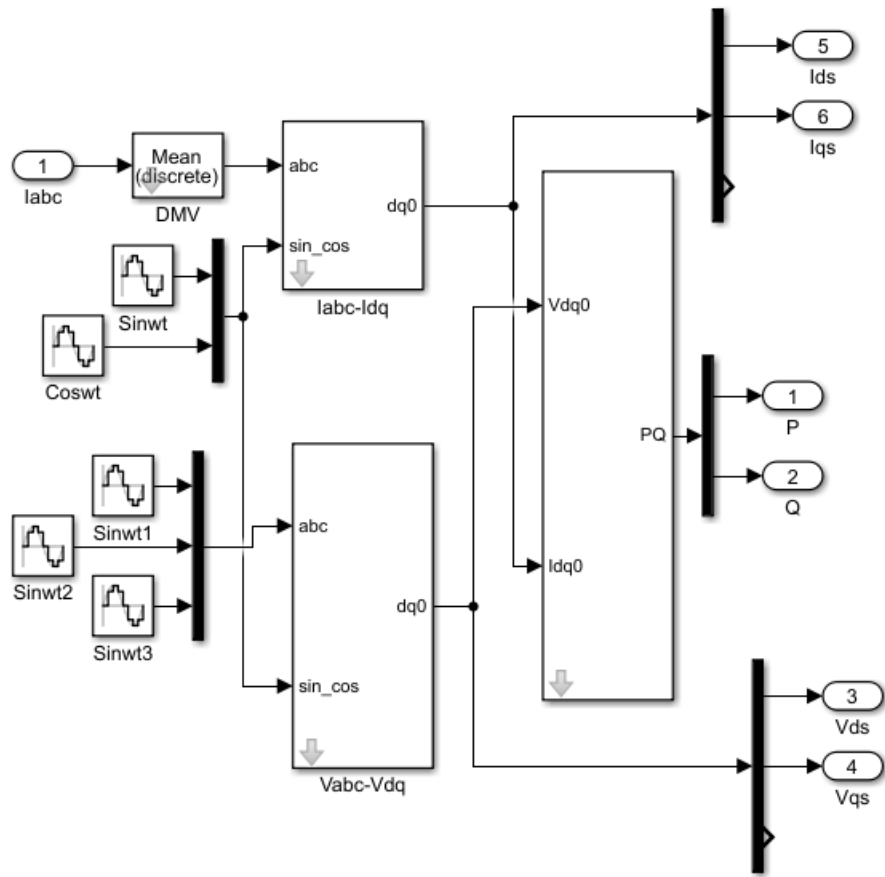 5
Ids
6
Iqs
1
Iabc
Mean
(discrete)
DMV
abc
dq0
sin_cos
Iabc-Idq
Sinwt
Coswt
Vdq0
PQ
Idq0
1
P
2
Q
Sinwt1
Sinwt2
Sinwt3
abc
dq0
sin_cos
Vabc-Vdq
3
Vds
4
Vqs